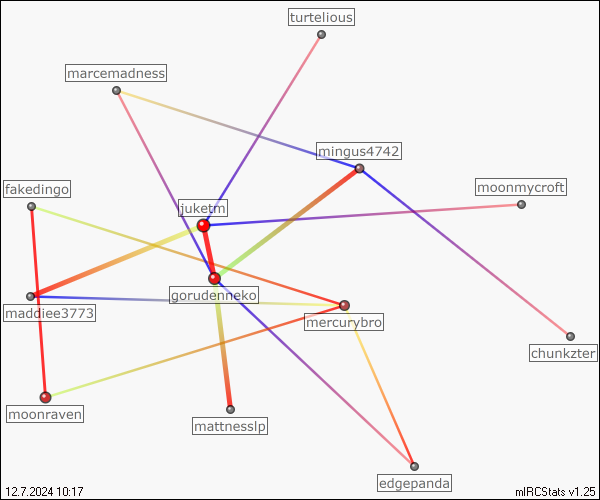 turtelious
marcemadness
mingus4742
fakedingo
moonmycroft
juketm
gorudenneko
maddiee3773
mercurybro
chunkzter
moonraven
mattnesslp
edgepanda
12.7.2024 10:17
mIRCStats v1.25